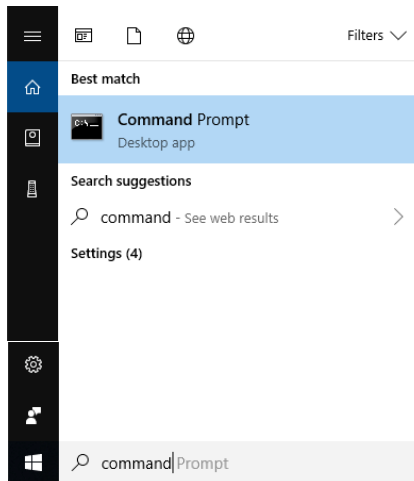 Filters
Best match
Command Prompt
Desktop app
Search suggestions
command - See web results
Settings (4)
command Prompt